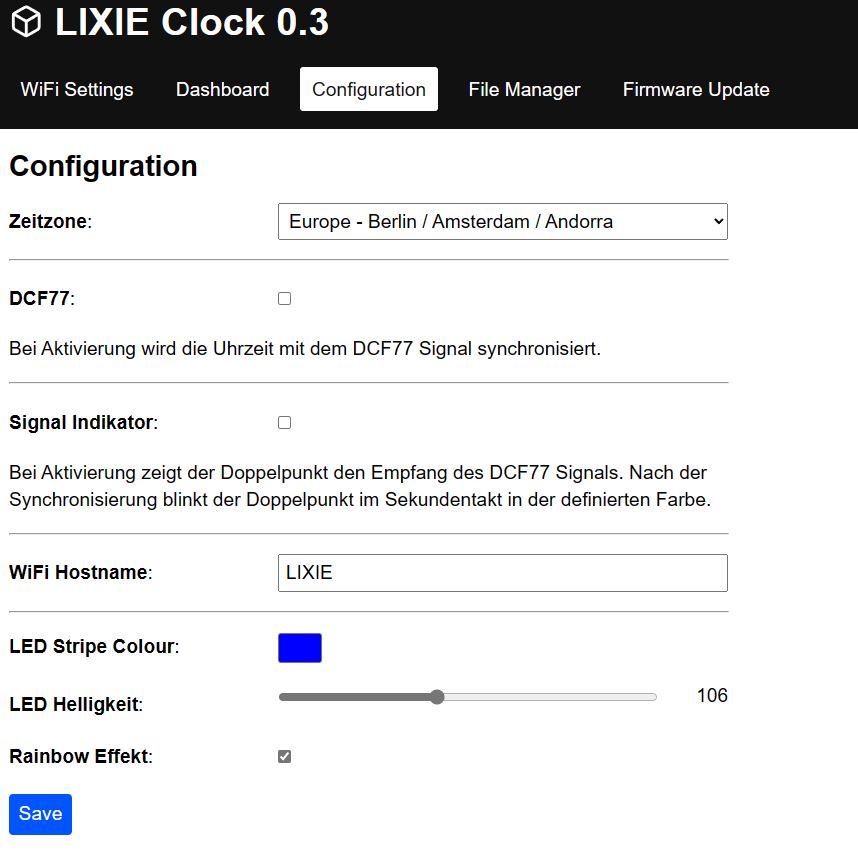 LIXIE Clock 0.3
WiFi Settings Dashboard Configuration File Manager Firmware Update
Configuration
Zeitzone: Europe - Berlin / Amsterdam / Andorra
DCF77:
Bei Aktivierung wird die Uhrzeit mit dem DCF77 Signal synchronisiert.
Signal Indikator:
Bei Aktivierung zeigt der Doppelpunkt den Empfang des DCF77 Signals. Nach der
Synchronisierung blinkt der Doppelpunkt im Sekundentakt in der definierten Farbe.
WiFi Hostname: LIXIE
LED Stripe Colour:
LED Helligkeit: 106
Rainbow Effekt:
Save